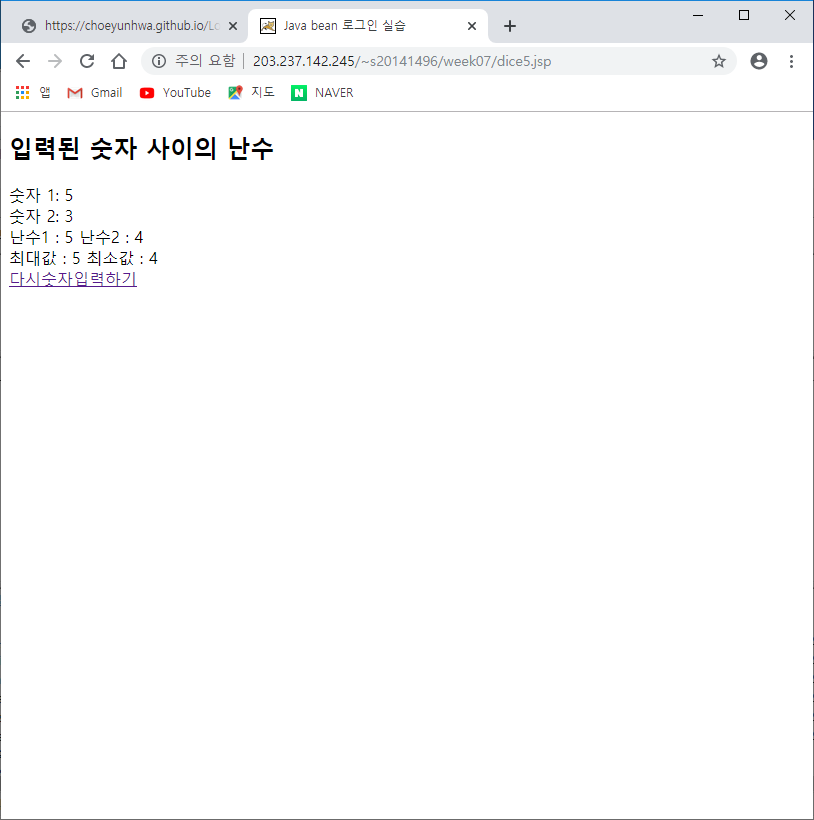 https://choeyunhwa.github.io/Lo
Java bean 로그인 실습
주의 요함 | 203.237.142.245/~s20141496/week07/dice5.jsp
앱 Gmail YouTube 지도 NAVER
입력된 숫자 사이의 난수
숫자 1: 5
숫자 2: 3
난수1 : 5 난수2 : 4
최대값 : 5 최소값 : 4
다시숫자입력하기